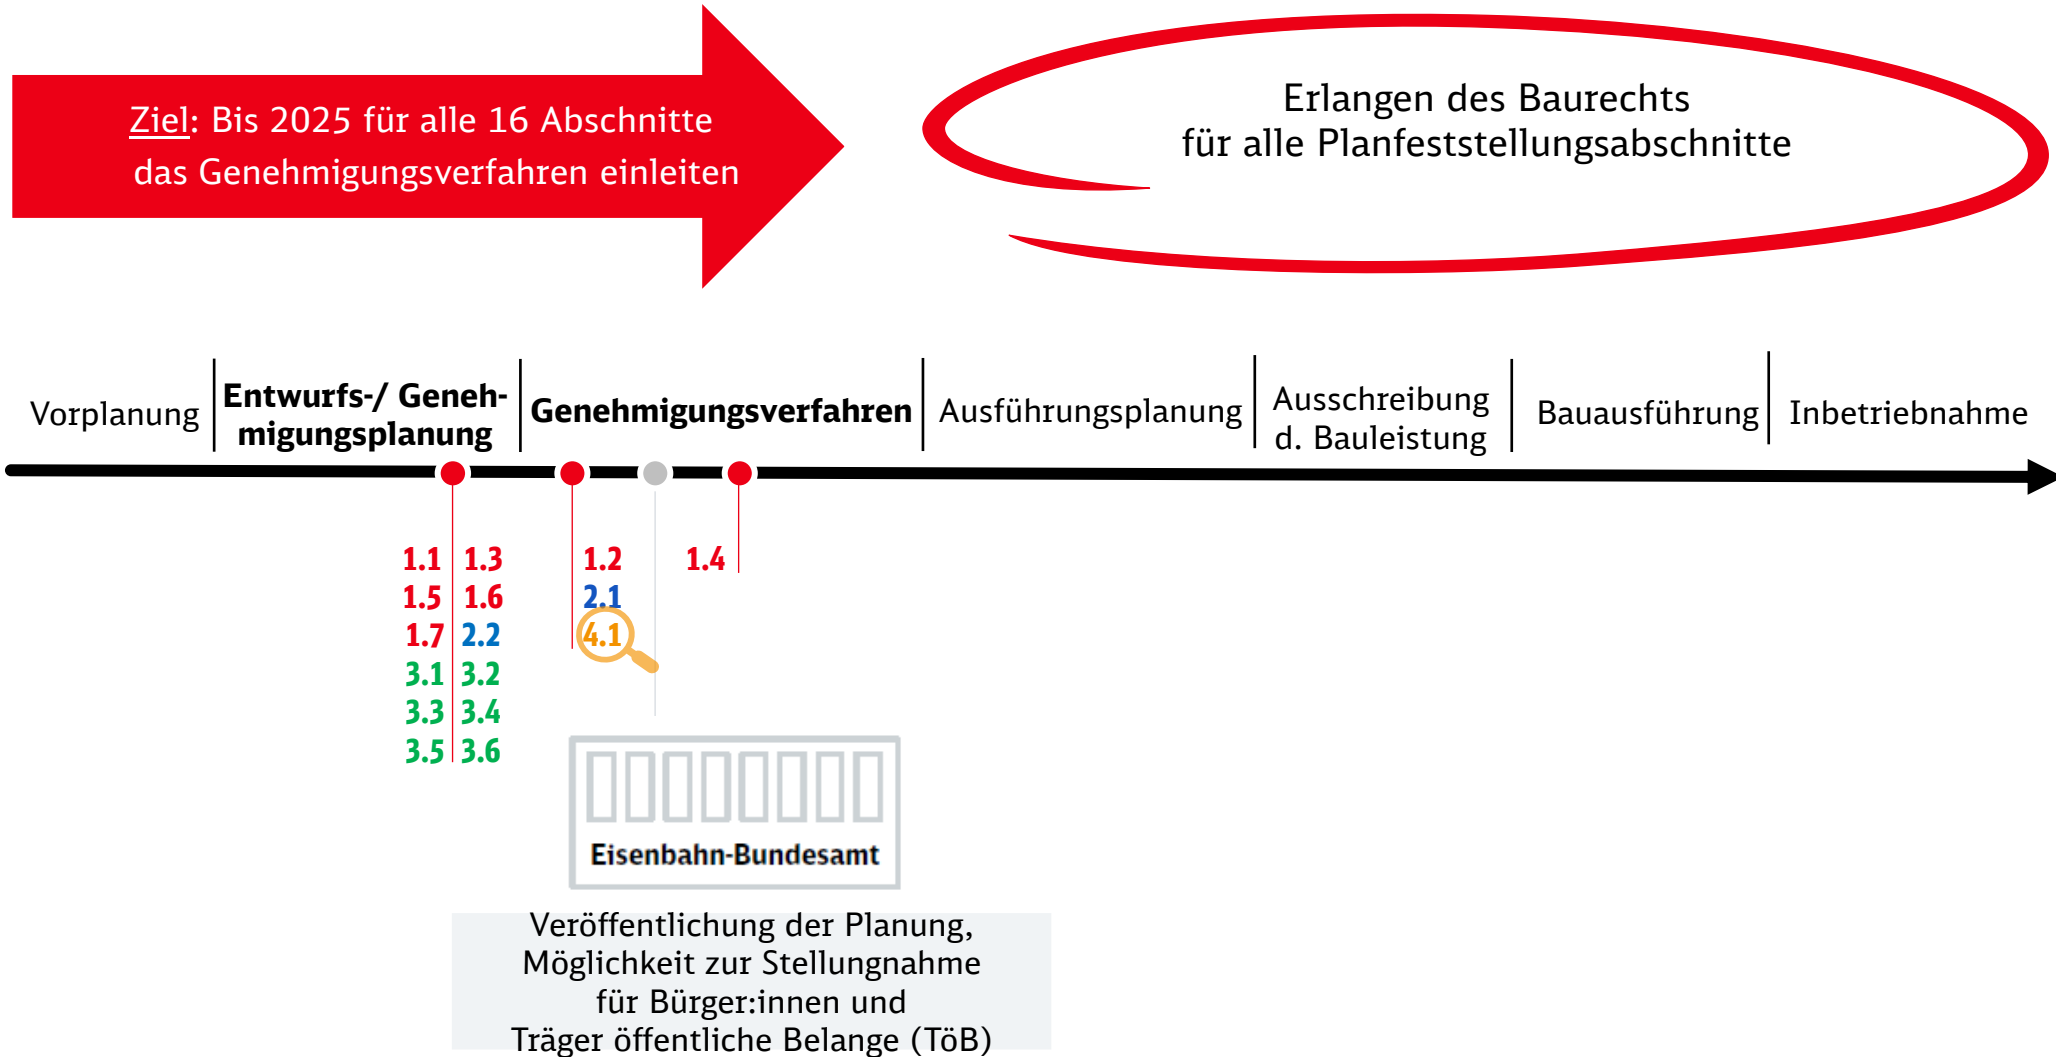 Ziel: Bis 2025 für alle 16 Abschnitte
das Genehmigungsverfahren einleiten
Erlangen des Baurechts
für alle Planfeststellungsabschnitte
Vorplanung
Entwurfs-/ Geneh-
migungsplanung
Genehmigungsverfahren
Ausführungsplanung
Ausschreibung
d. Bauleistung
Bauausführung
Inbetriebnahme
1.1 1.3
1.5 1.6
1.7 2.2
3.1 3.2
3.3 3.4
3.5 3.6
1.2
2.1
4.1
1.4
Eisenbahn-Bundesamt
Veröffentlichung der Planung,
Möglichkeit zur Stellungnahme
für Bürger:innen und
Träger öffentliche Belange (TöB)